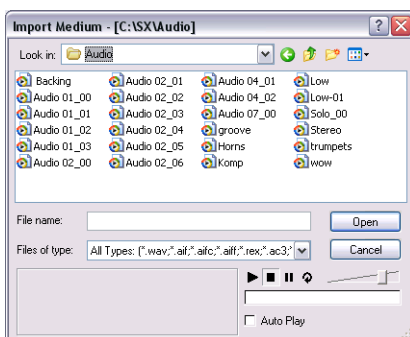 Import Medium - [C:\SX\Audio]
Look in: Audio
Backing Audio 02_01 Audio 04_01 Low
Audio 01_00 Audio 02_02 Audio 04_02 Low-01
Audio 01_01 Audio 02_03 Audio 07_00 Solo_00
Audio 01_02 Audio 02_04 groove Stereo
Audio 01_03 Audio 02_05 Horns trumpets
Audio 02_00 Audio 02_06 Komp wow
File name: Open
Files of type: All Types: (*.wav;*.aif;*.aifc;*.aiff;*.rex;*.ac3;* Cancel
Auto Play